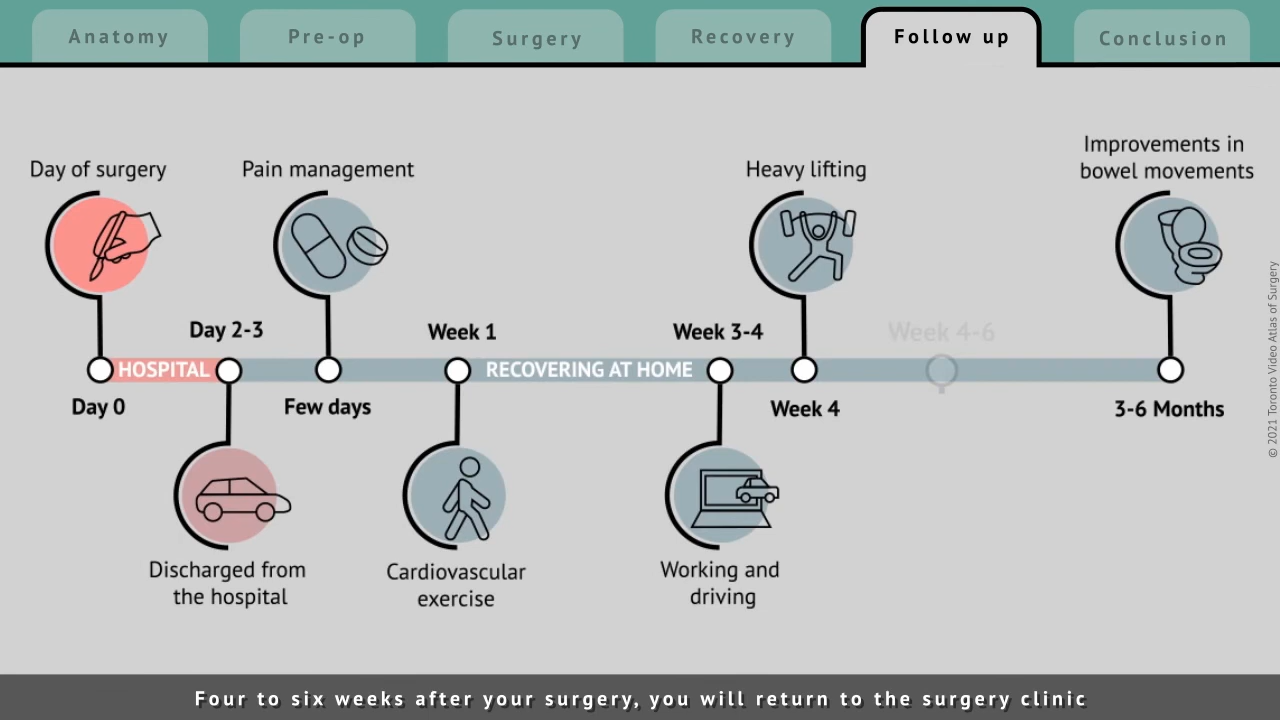 Anatomy
Pre-op
Surgery
Recovery
Follow up
Conclusion
Day of surgery
Pain management
Heavy lifting
Improvements in
bowel movements
Day 2-3
Week 1
Week 3-4
Week 4-6
HOSPITAL
RECOVERING AT HOME
Day 0
Few days
Week 4
3-6 Months
Discharged from
the hospital
Cardiovascular
exercise
Working and
driving
© 2021 Toronto Video Atlas of Surgery
Four to six weeks after your surgery, you will return to the surgery clinic